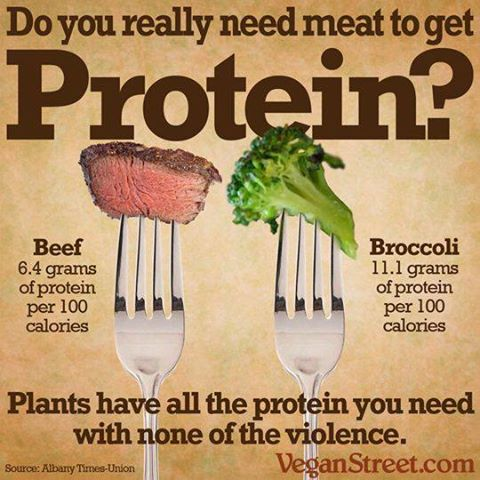 Do you really need meat to get
Protein?
Beef
6.4 grams
of protein
per 100
calories
Broccoli
11.1 grams
of protein
per 100
calories
Plants have all the protein you need
with none of the violence.
Source: Albany Times-Union
VeganStreet.com